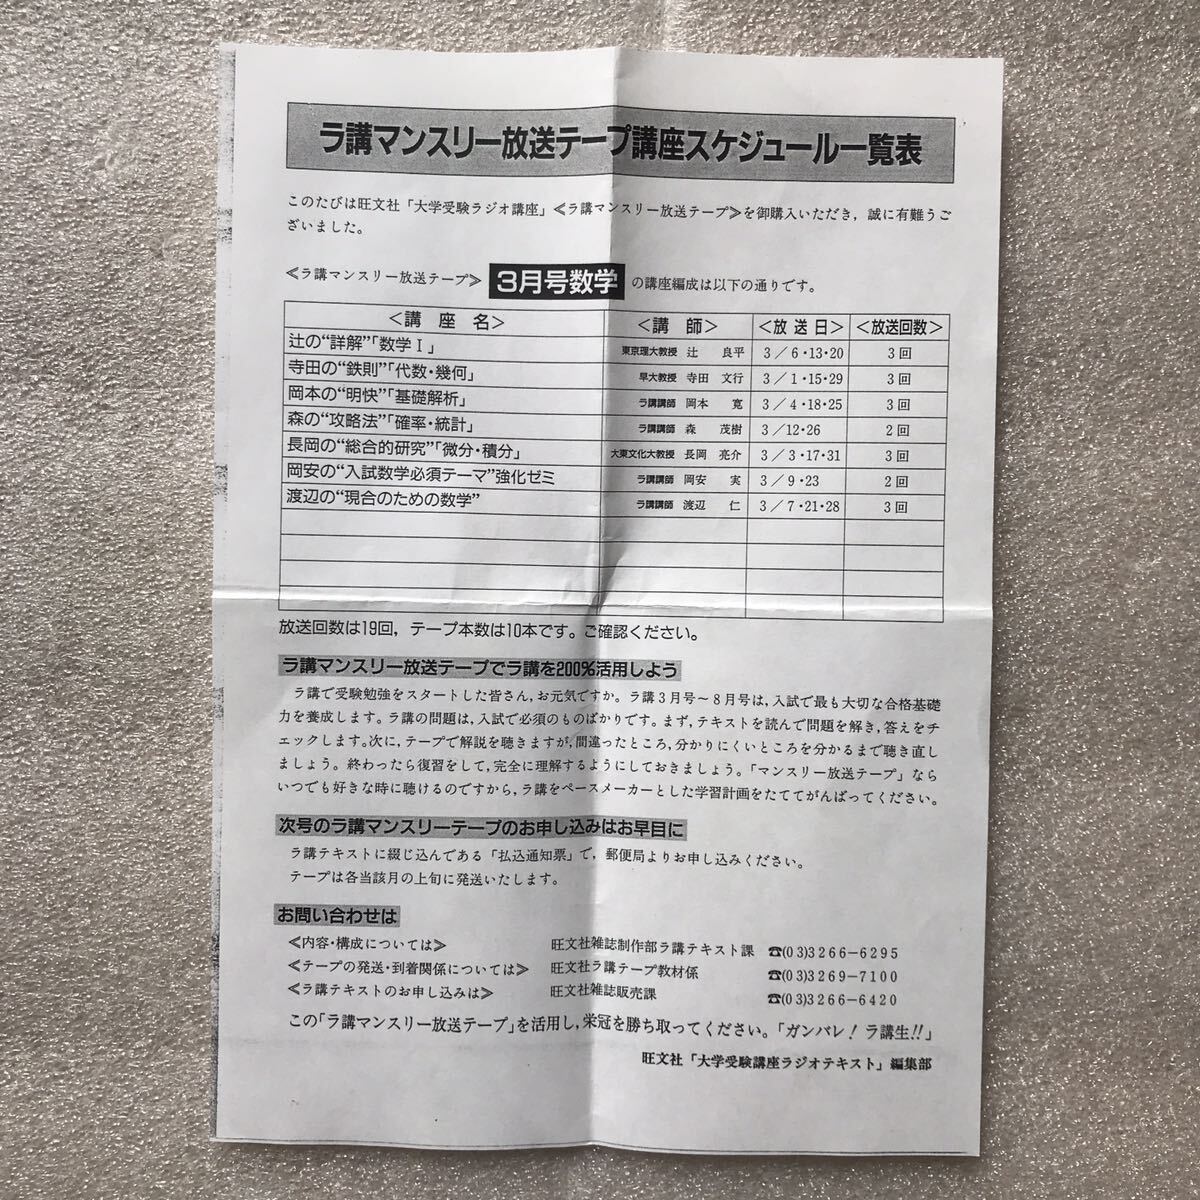 ラ講マンスリー放送テープ講座スケジュール一覧表
このたびは旺文社「大学受験ラジオ講座」≪ラ講マンスリー放送テープ≫を御購入いただき，誠に有難うご
ざいました。
≪ラ講マンスリー放送テープ≫ 3月号数学 の講座編成は以下の通りです。
＜講 座 名＞ ＜講 師＞ ＜放 送 日＞ ＜放送回数＞
辻の“詳解”「数学Ⅰ」 東京理大教授 辻 良平 3／6・13・20 3回
寺田の“鉄則”「代数・幾何」 早大教授 寺田 文行 3／1・15・29 3回
岡本の“明快”「基礎解析」 ラ講講師 岡本 寛 3／4・18・25 3回
森の“攻略法”「確率・統計」 ラ講講師 森 茂樹 3／12・26 2回
長岡の“総合的研究”「微分・積分」 大東文化大教授 長岡 亮介 3／3・17・31 3回
岡安の“入試数学必須テーマ”強化ゼミ ラ講講師 岡安 実 3／9・23 2回
渡辺の“現合のための数学” ラ講講師 渡辺 仁 3／7・21・28 3回
放送回数は19回，テープ本数は10本です。ご確認ください。
ラ講マンスリー放送テープでラ講を200％活用しよう
ラ講で受験勉強をスタートした皆さん，お元気ですか。ラ講3月号～8月号は，入試で最も大切な合格基礎
力を養成します。ラ講の問題は，入試で必須のものばかりです。まず，テキストを読んで問題を解き，答えをチ
ェックします。次に，テープで解説を聴きますが，間違ったところ，分かりにくいところを分かるまで聴き直し
ましょう。終わったら復習をして，完全に理解するようにしておきましょう。「マンスリー放送テープ」なら
いつでも好きな時に聴けるのですから，ラ講をペースメーカーとした学習計画をたててがんばってください。
次号のラ講マンスリーテープのお申し込みはお早目に
ラ講テキストに綴じ込んである「払込通知票」で，郵便局よりお申し込みください。
テープは各当該月の上旬に発送いたします。
お問い合わせは
≪内容・構成については≫ 旺文社雑誌制作部ラ講テキスト課 ☎(03)3266−6295
≪テープの発送・到着関係については≫ 旺文社ラ講テープ教材係 ☎(03)3269−7100
≪ラ講テキストのお申し込みは≫ 旺文社雑誌販売課 ☎(03)3266−6420
この「ラ講マンスリー放送テープ」を活用し，栄冠を勝ち取ってください。「ガンバレ！ラ講生!!」
旺文社「大学受験講座ラジオテキスト」編集部